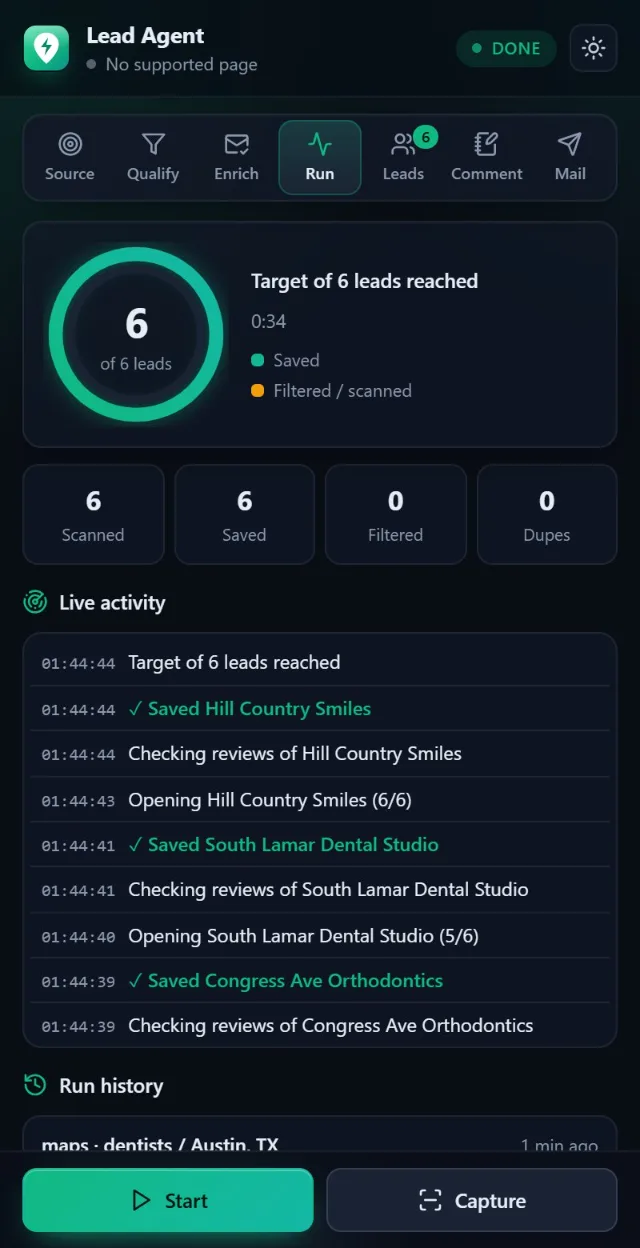 Lead Agent
No supported page
DONE
Source
Qualify
Enrich
Run
Leads
6
Comment
Mail
6
of 6 leads
Target of 6 leads reached
0:34
Saved
Filtered / scanned
6
Scanned
6
Saved
0
Filtered
0
Dupes
Live activity
01:44:44 Target of 6 leads reached
01:44:44 ✓ Saved Hill Country Smiles
01:44:44 Checking reviews of Hill Country Smiles
01:44:43 Opening Hill Country Smiles (6/6)
01:44:41 ✓ Saved South Lamar Dental Studio
01:44:41 Checking reviews of South Lamar Dental Studio
01:44:40 Opening South Lamar Dental Studio (5/6)
01:44:39 ✓ Saved Congress Ave Orthodontics
01:44:39 Checking reviews of Congress Ave Orthodontics
Run history
maps · dentists / Austin, TX
1 min ago
Start
Capture